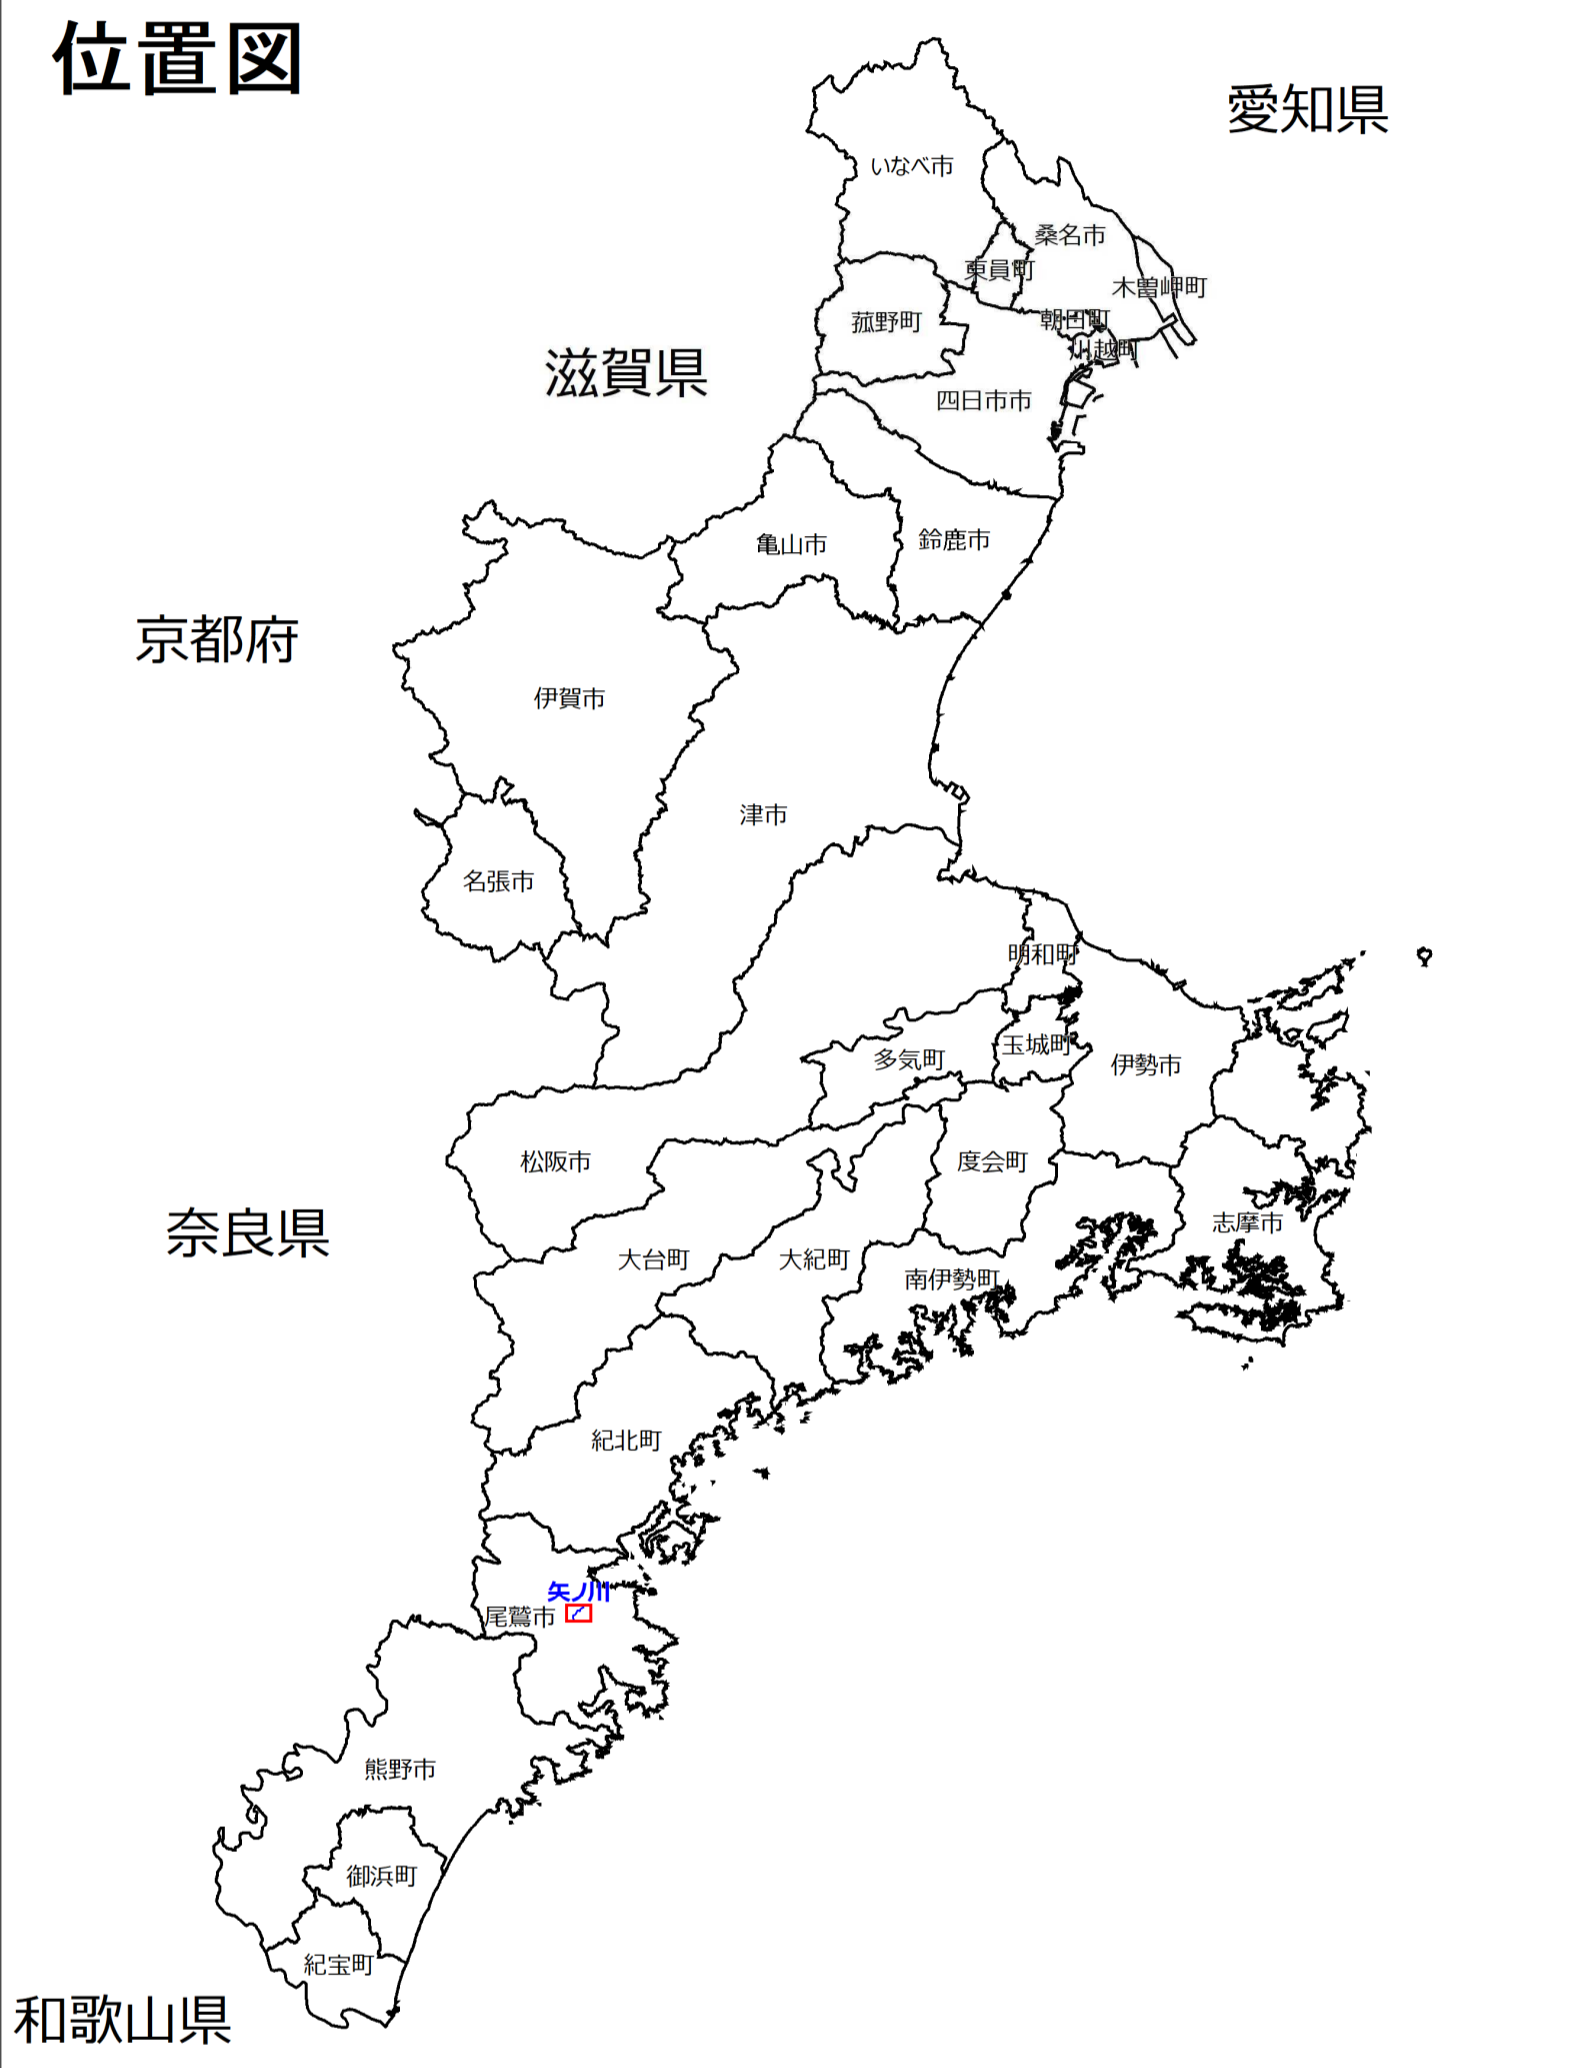 位置図
愛知県
いなべ市
桑名市
東員町
木曽岬町
菰野町
朝日町
川越町
滋賀県
四日市市
亀山市
鈴鹿市
京都府
伊賀市
津市
名張市
明和町
玉城町
多気町
伊勢市
松阪市
度会町
奈良県
志摩市
大台町
大紀町
南伊勢町
紀北町
矢ノ川
尾鷲市
熊野市
御浜町
紀宝町
和歌山県